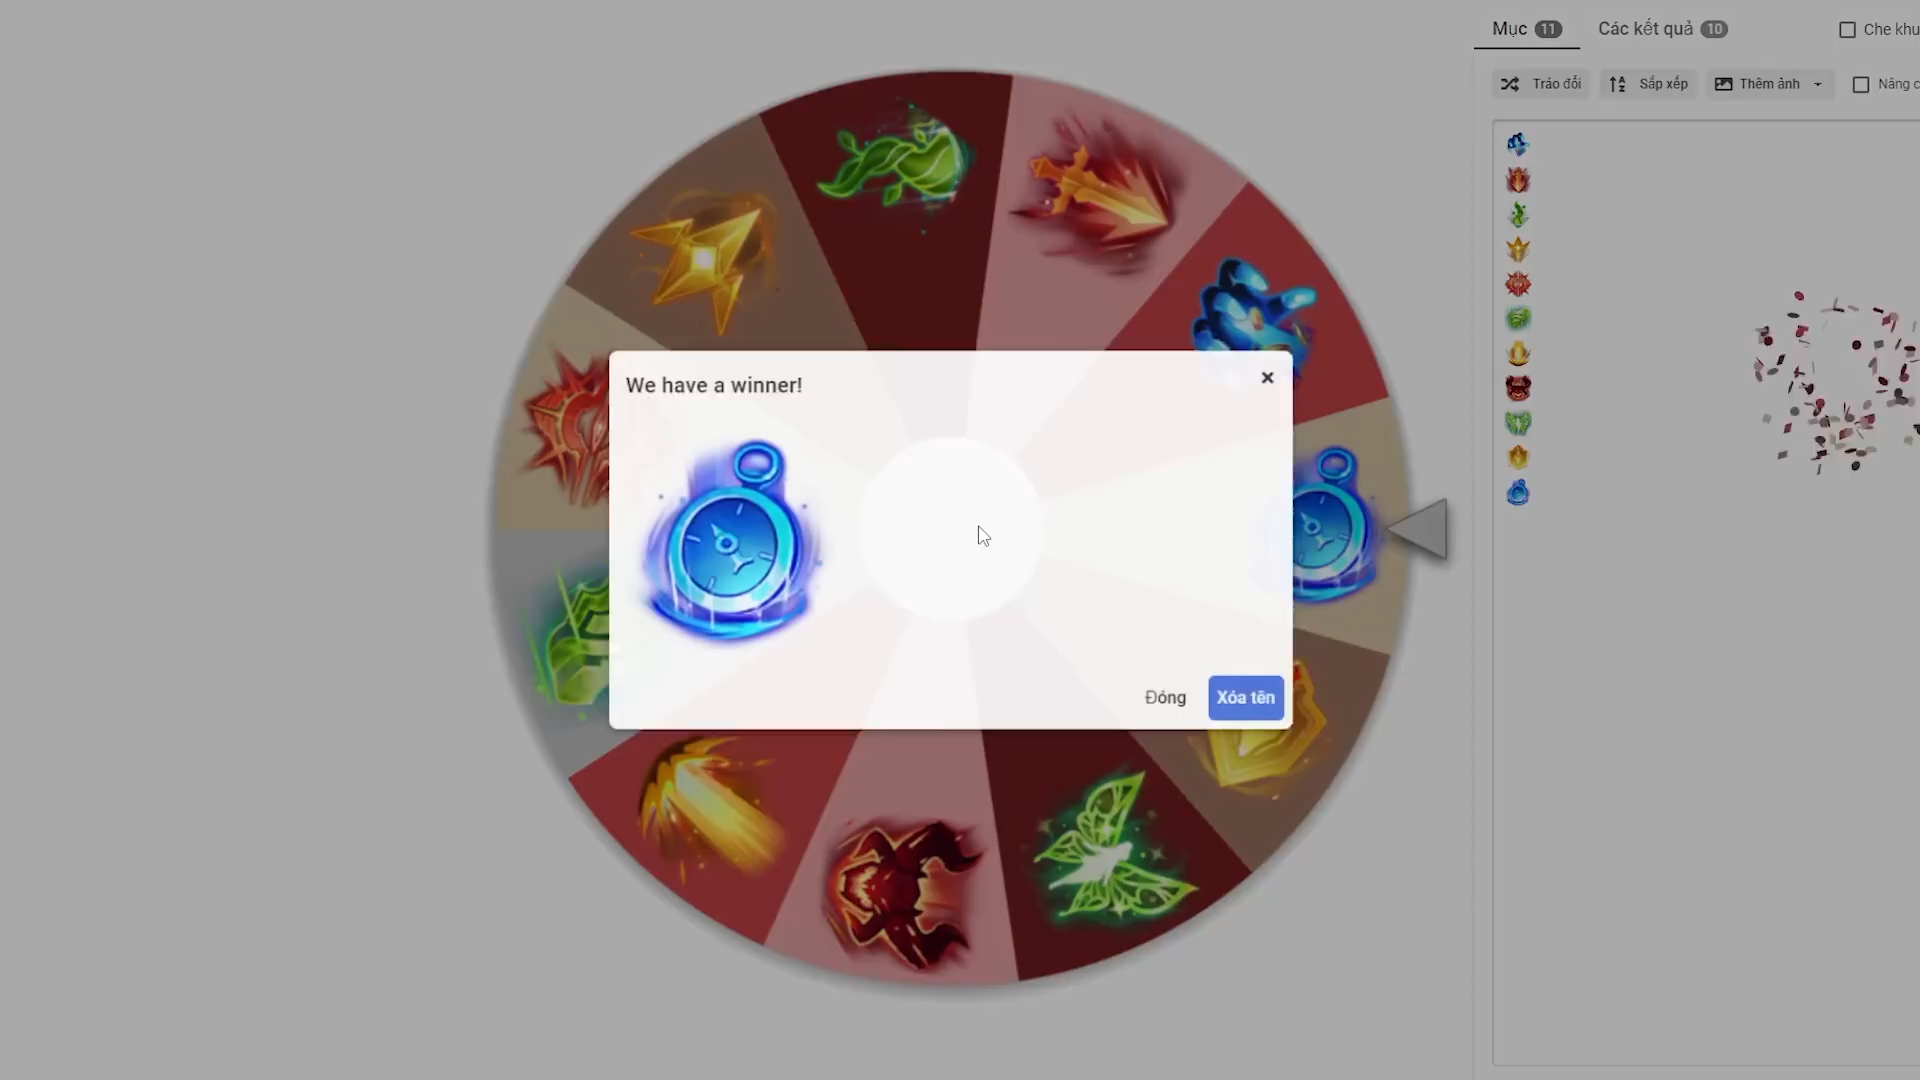 Mục 11
Các kết quả 10
Che khu
Tráo đổi
Sắp xếp
Thêm ảnh
Nâng c
We have a winner!
Đóng
Xóa tên